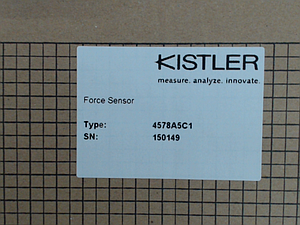 KISTLER
measure. analyze. innovate.
Force Sensor
Type: 4578A5C1
SN: 150149